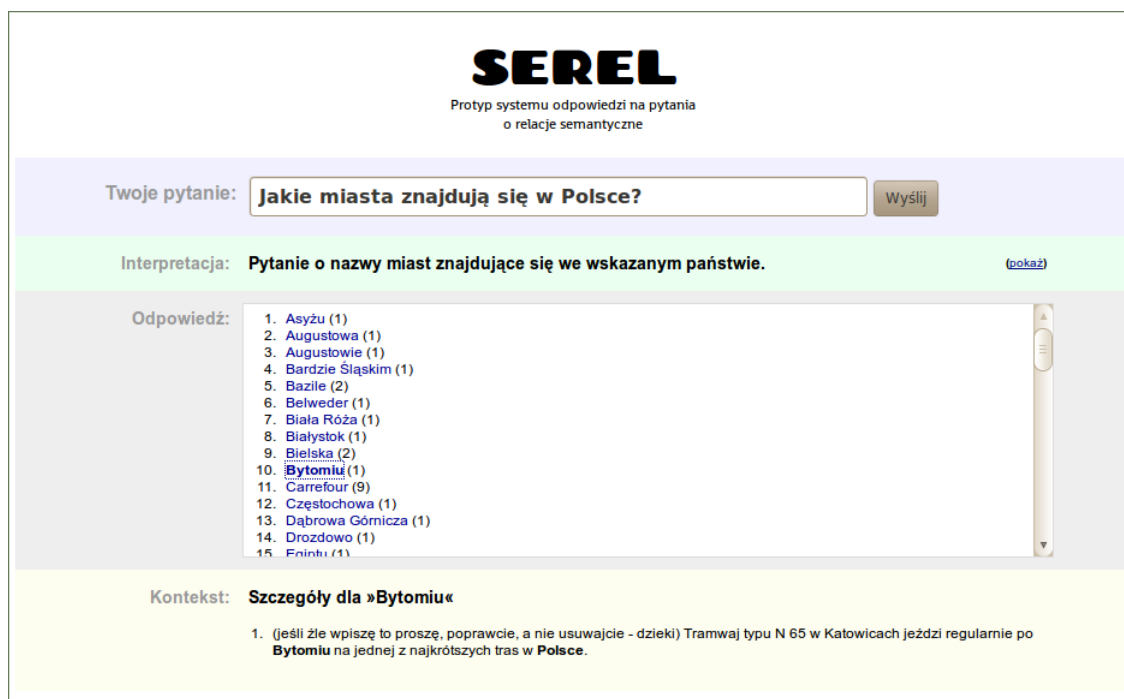 SEREL
Protyp systemu odpowiedzi na pytania
o relacje semantyczne
Twoje pytanie: Jakie miasta znajdują się w Polsce? Wyślij
Interpretacja: Pytanie o nazwy miast znajdujące się we wskazanym państwie. (pokaż)
Odpowiedź:
1. Asyżu (1)
2. Augustowa (1)
3. Augustowie (1)
4. Bardzie Śląskim (1)
5. Bazile (2)
6. Belweder (1)
7. Biała Róża (1)
8. Białystok (1)
9. Bielska (2)
10. Bytomiu (1)
11. Carrefour (9)
12. Częstochowa (1)
13. Dąbrowa Górnicza (1)
14. Drozdowo (1)
15. Egiptu (1)
Kontekst: Szczegóły dla »Bytomiu«
1. (jeśli źle wpiszę to proszę, poprawcie, a nie usuwajcie - dzieki) Tramwaj typu N 65 w Katowicach jeździ regularnie po
Bytomiu na jednej z najkrótszych tras w Polsce.